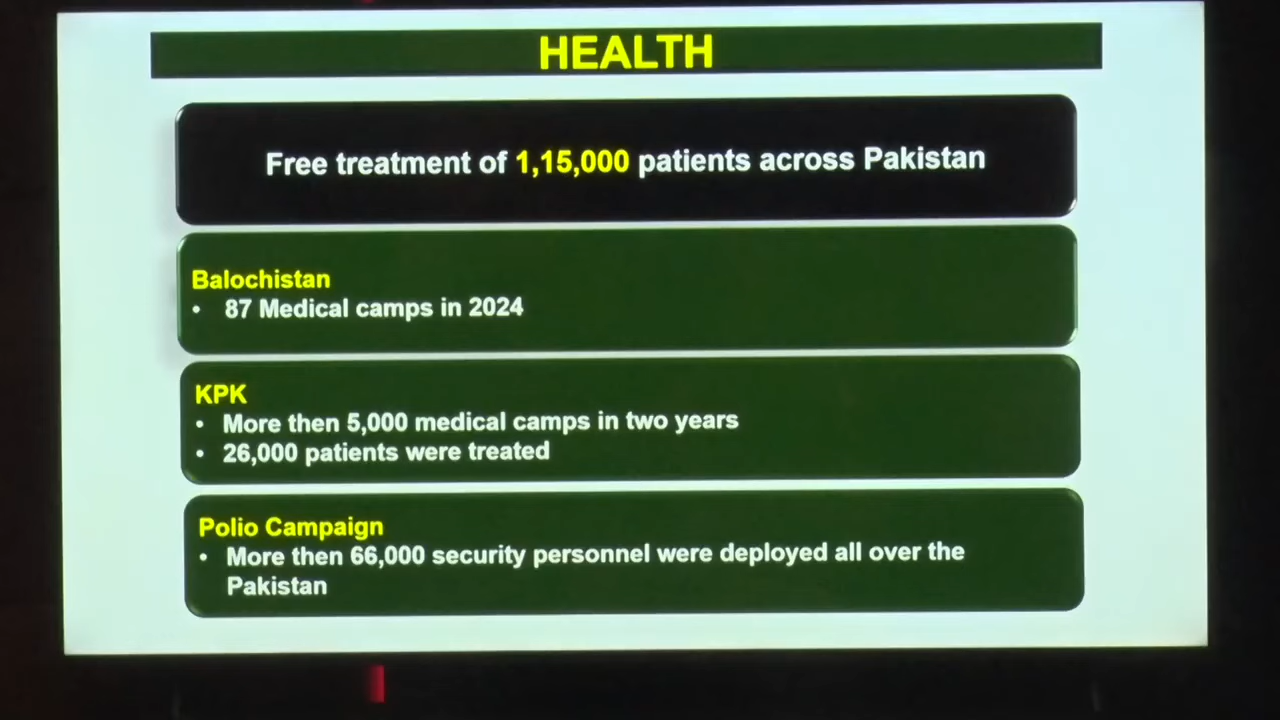 HEALTH
Free treatment of 1,15,000 patients across Pakistan
Balochistan
• 87 Medical camps in 2024
KPK
• More then 5,000 medical camps in two years
• 26,000 patients were treated
Polio Campaign
• More then 66,000 security personnel were deployed all over the
Pakistan